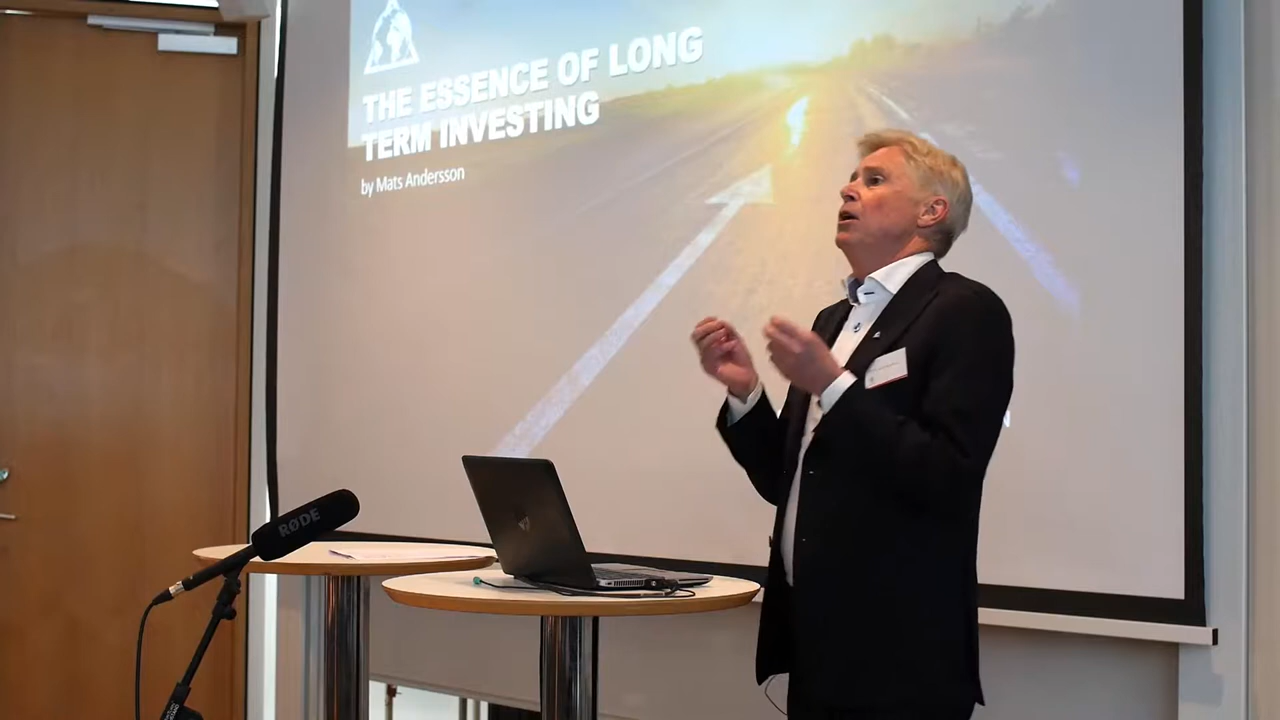 THE ESSENCE OF LONG
TERM INVESTING
by Mats Andersson
RØDE